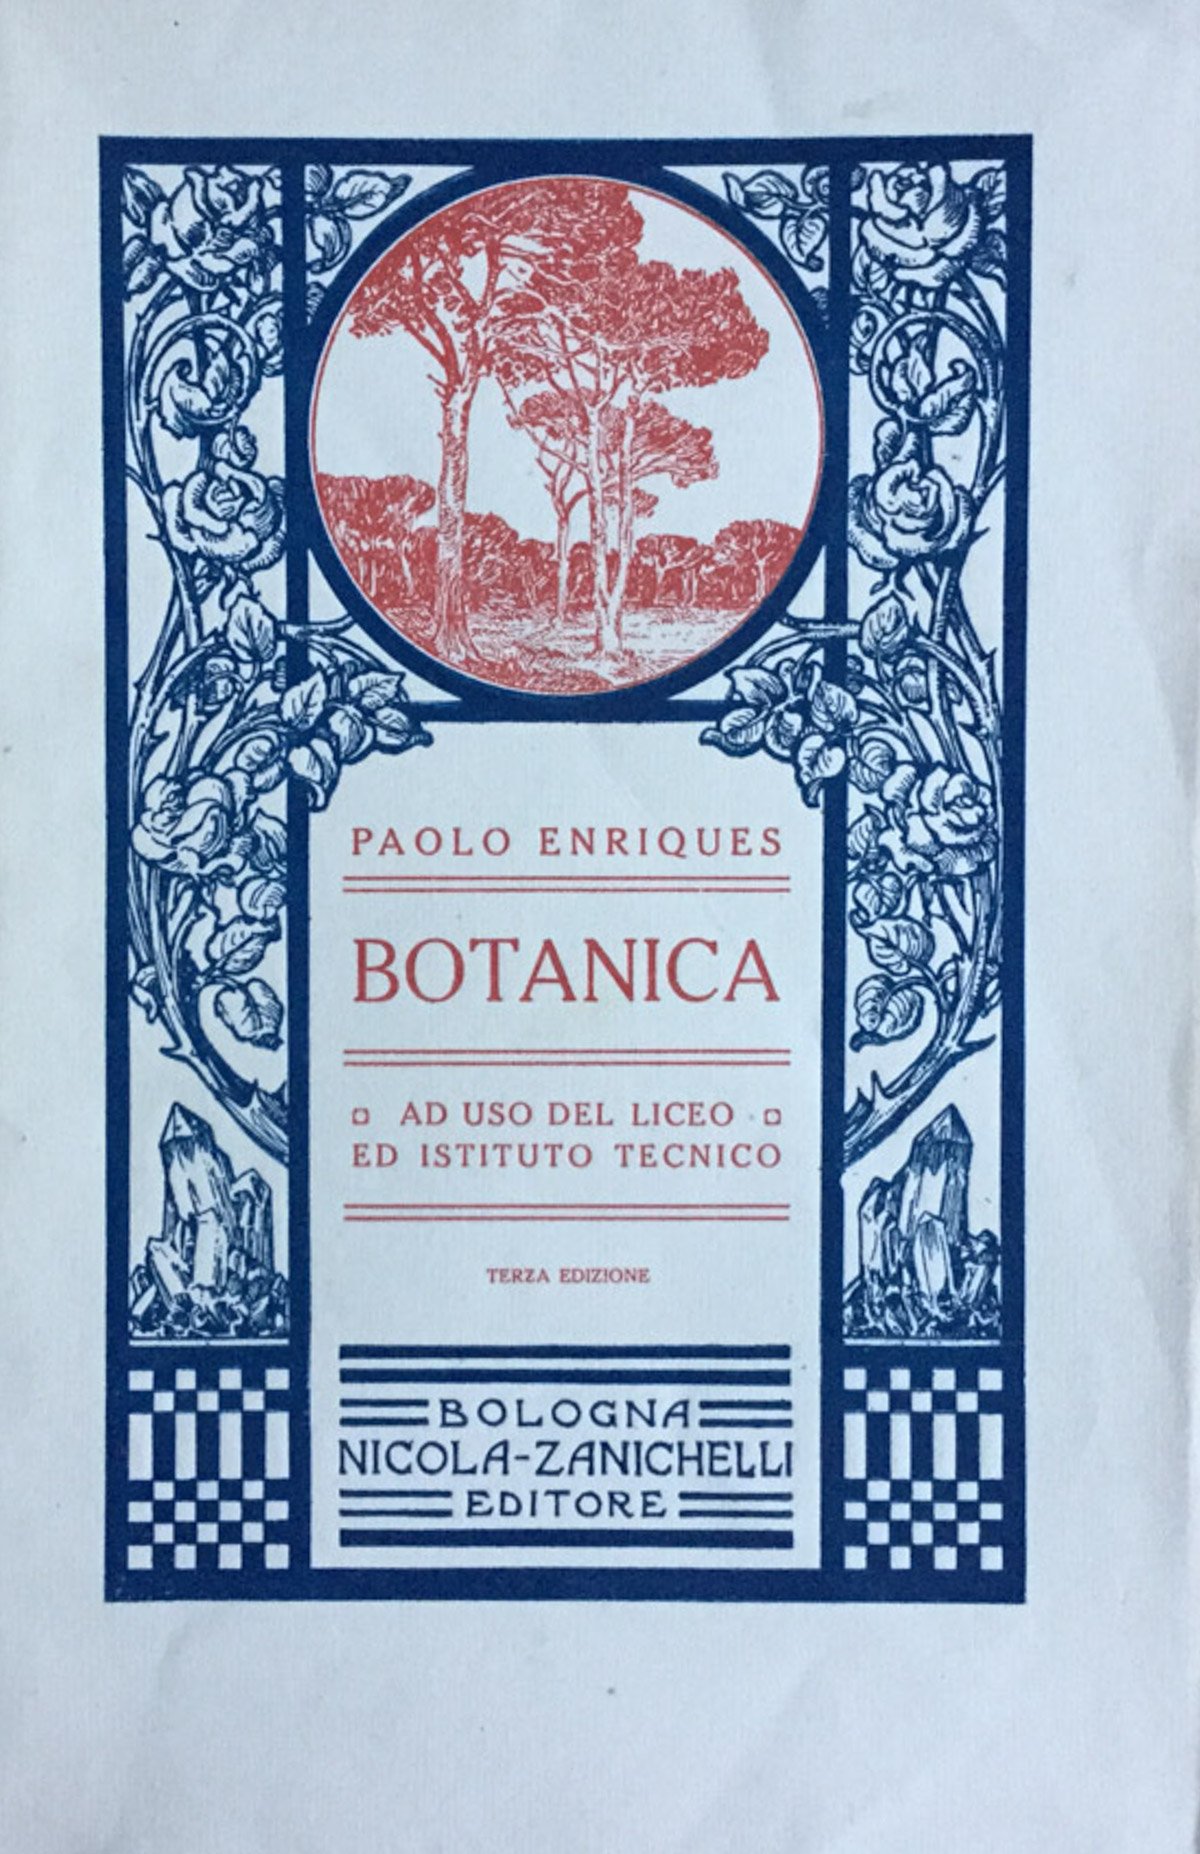 PAOLO ENRIQUES
BOTANICA
AD USO DEL LICEO
ED ISTITUTO TECNICO
TERZA EDIZIONE
BOLOGNA
NICOLA-ZANICHELLI
EDITORE